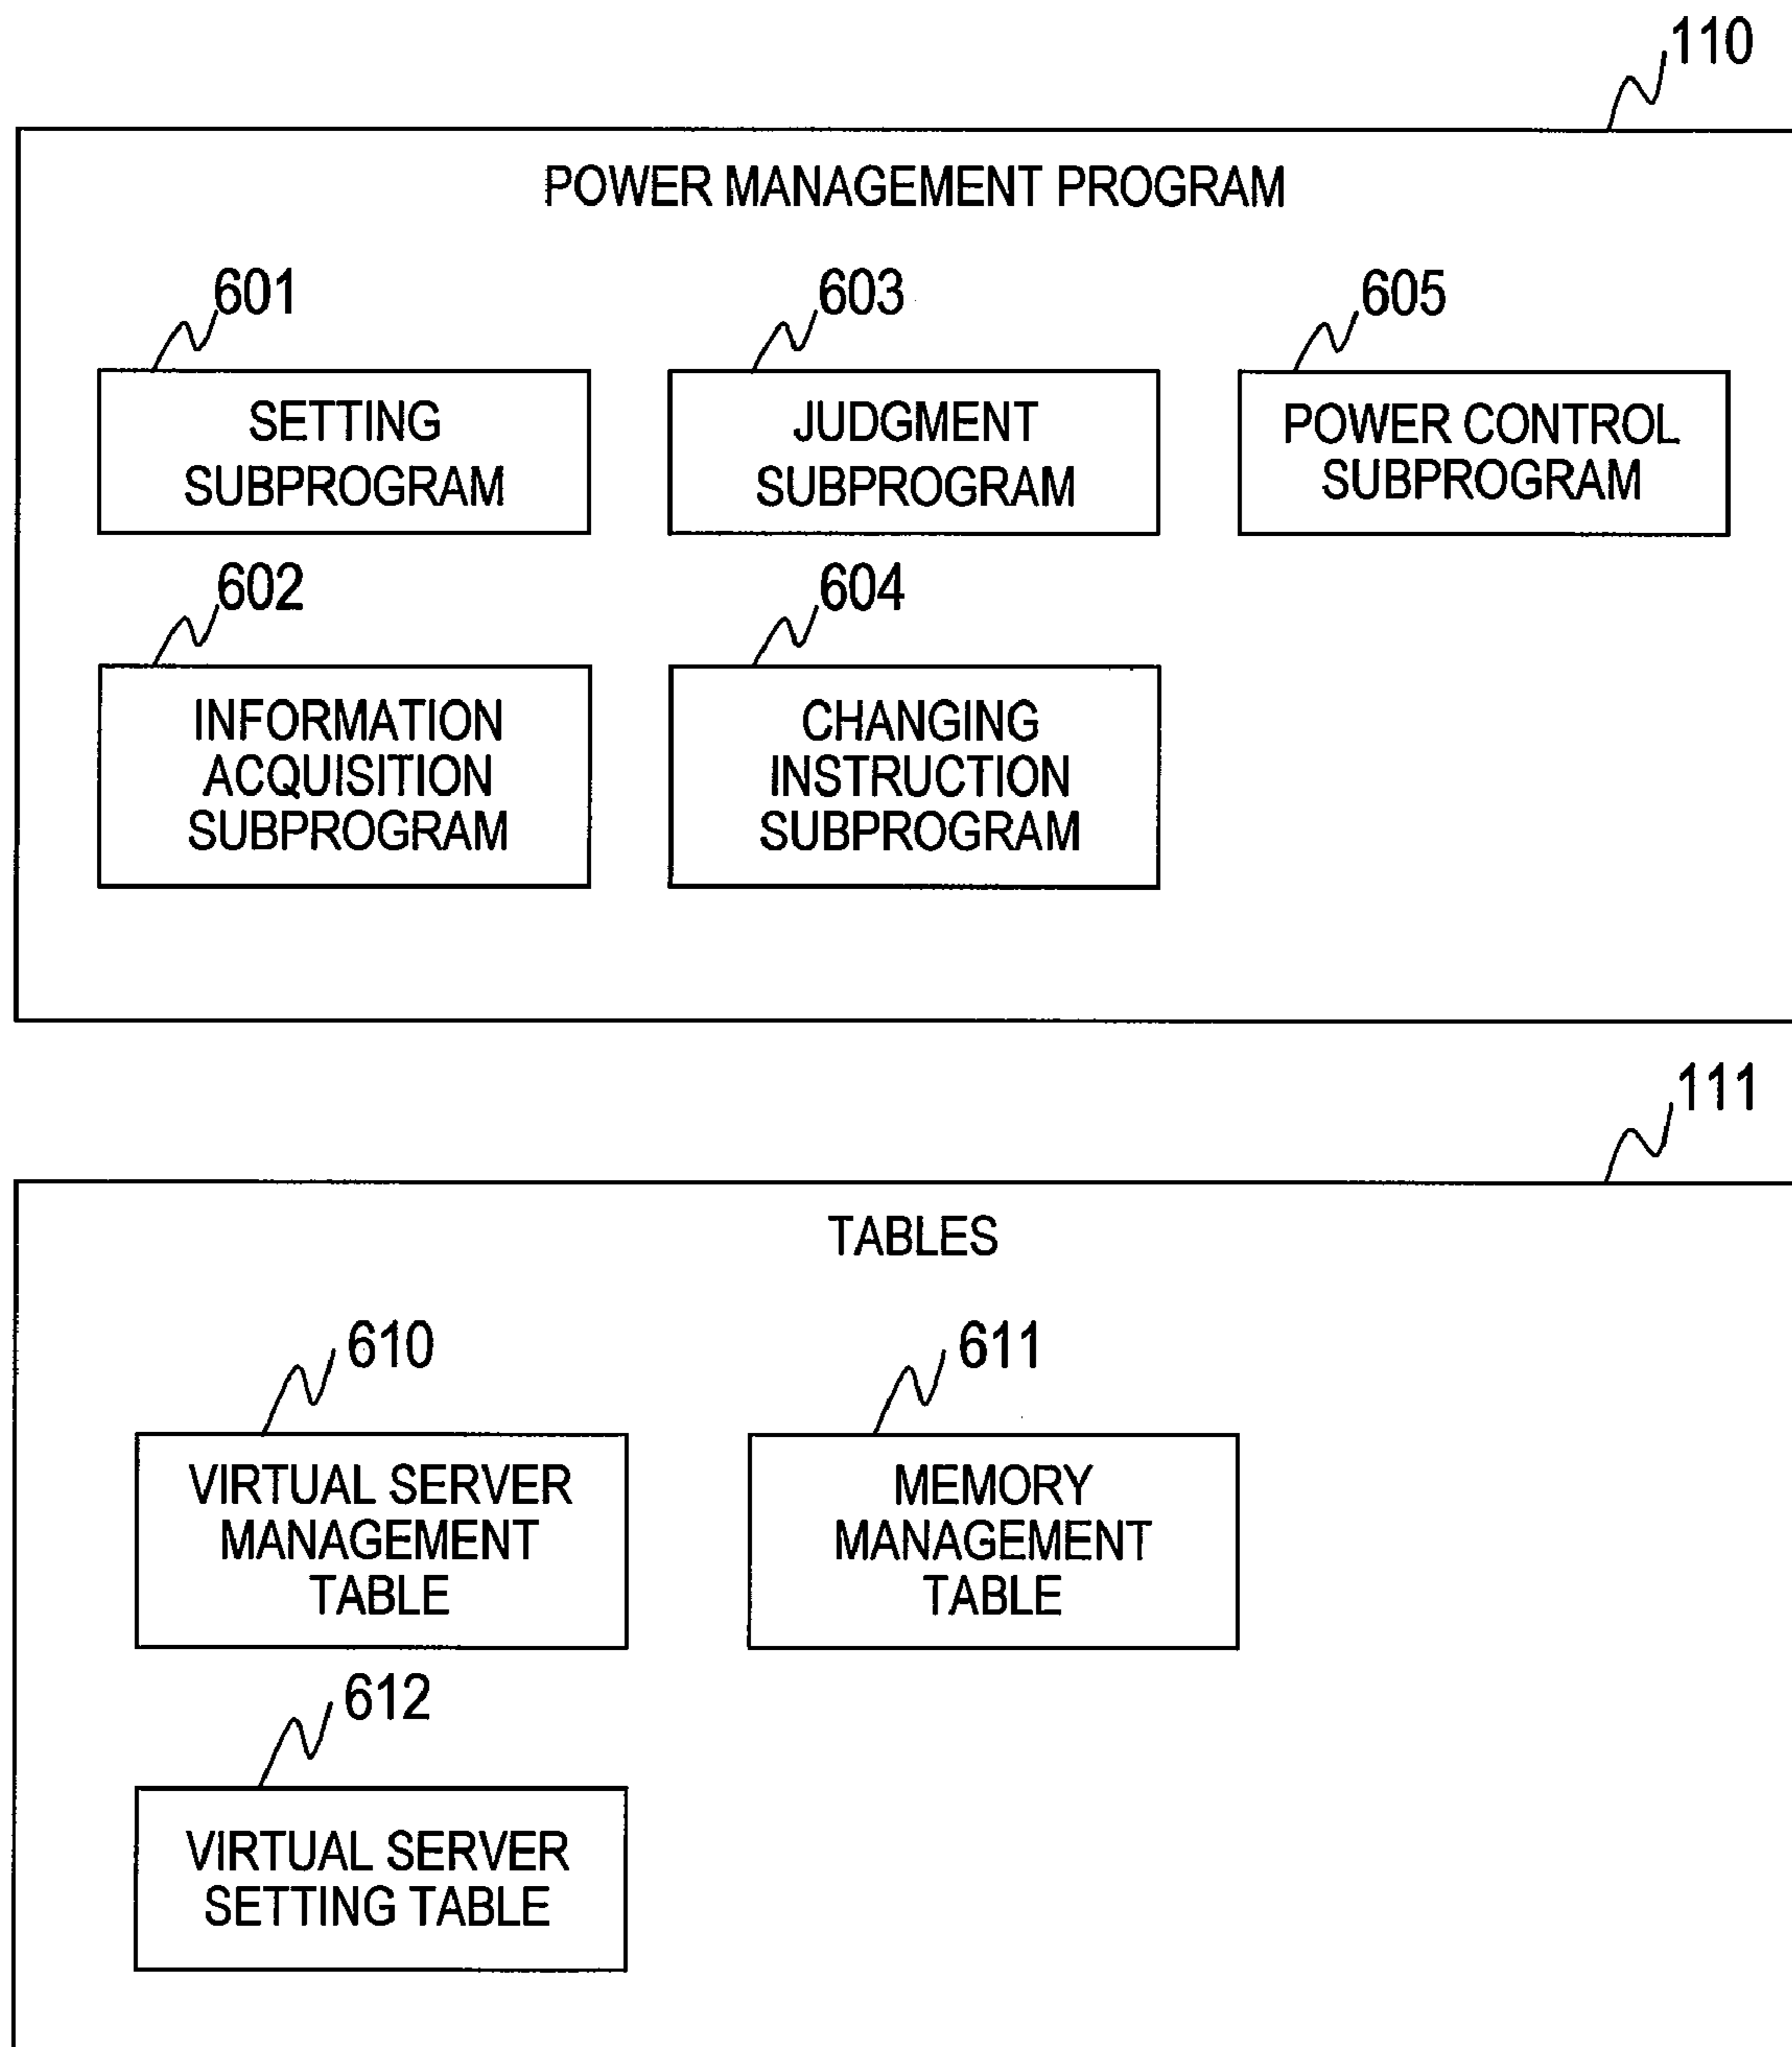 110
POWER MANAGEMENT PROGRAM
601
603
605
SETTING
SUBPROGRAM
JUDGMENT
SUBPROGRAM
POWER CONTROL
SUBPROGRAM
602
604
INFORMATION
ACQUISITION
SUBPROGRAM
CHANGING
INSTRUCTION
SUBPROGRAM
111
TABLES
610
611
VIRTUAL SERVER
MANAGEMENT
TABLE
MEMORY
MANAGEMENT
TABLE
612
VIRTUAL SERVER
SETTING TABLE